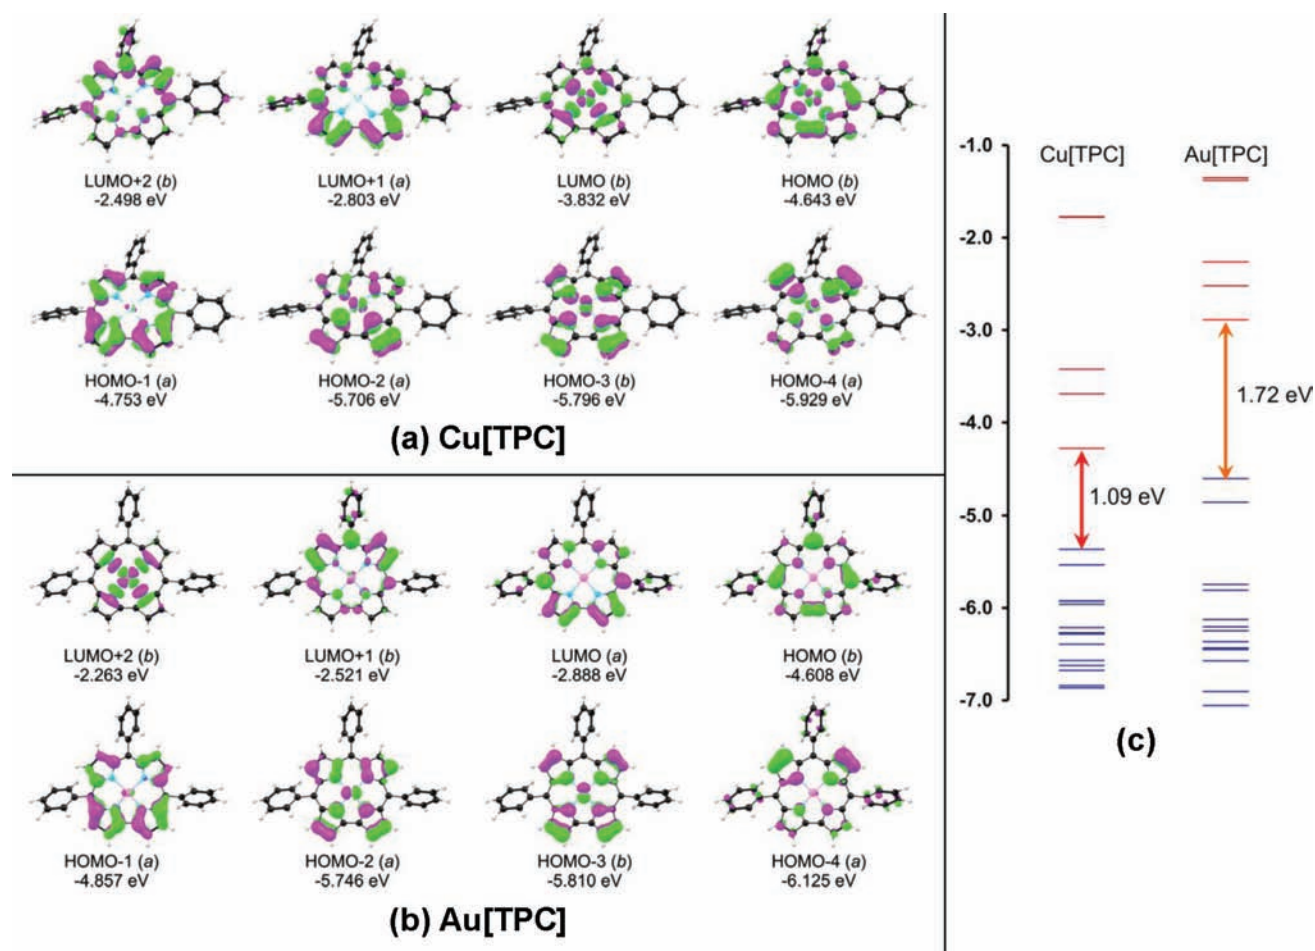 LUMO+2 (b)
-2.498 eV
LUMO+1 (a)
-2.803 eV
LUMO (b)
-3.832 eV
HOMO (b)
-4.643 eV
HOMO-1 (a)
-4.753 eV
HOMO-2 (a)
-5.706 eV
HOMO-3 (b)
-5.796 eV
HOMO-4 (a)
-5.929 eV
(a) Cu[TPC]
LUMO+2 (b)
-2.263 eV
LUMO+1 (b)
-2.521 eV
LUMO (a)
-2.888 eV
HOMO (b)
-4.608 eV
HOMO-1 (a)
-4.857 eV
HOMO-2 (a)
-5.746 eV
HOMO-3 (b)
-5.810 eV
HOMO-4 (a)
-6.125 eV
(b) Au[TPC]
Cu[TPC]
Au[TPC]
-1.0
-2.0
-3.0
-4.0
-5.0
-6.0
-7.0
1.09 eV
1.72 eV
(c)